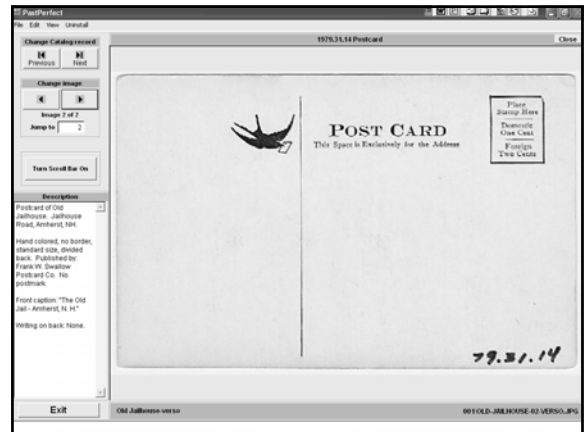 PastPerfect
File Edit View Uninstall
Change Catalog record
Previous Next
Change image
Image 2 of 2
Jump to 2
Turn Scroll Bar On
Description
Postcard of Old
Jailhouse. Jailhouse
Road, Amherst, NH.
Hand colored, no border,
standard size, divided
back. Published by:
Frank W. Swallow
Postcard Co. No
postmark.
Front caption: "The Old
Jail - Amherst, N. H."
Writing on back: None.
Exit
1979.31.14 Postcard
Close
POST CARD
This Space is Exclusively for the Address
Place
Stamp Here
Domestic
One Cent
Foreign
Two Cents
79.31.14
Old Jailhouse-verso
001OLD-JAILHOUSE-02-VERSO.JPG